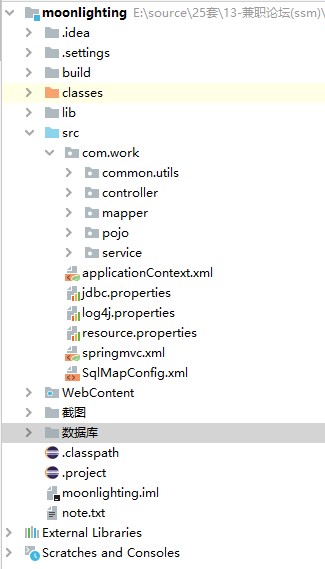 moonlighting E:\source\25套\13-兼职论坛(ssm)\
.idea
.settings
build
classes
lib
src
com.work
common.utils
controller
mapper
pojo
service
applicationContext.xml
jdbc.properties
log4j.properties
resource.properties
springmvc.xml
SqlMapConfig.xml
WebContent
截图
数据库
.classpath
.project
moonlighting.iml
note.txt
External Libraries
Scratches and Consoles